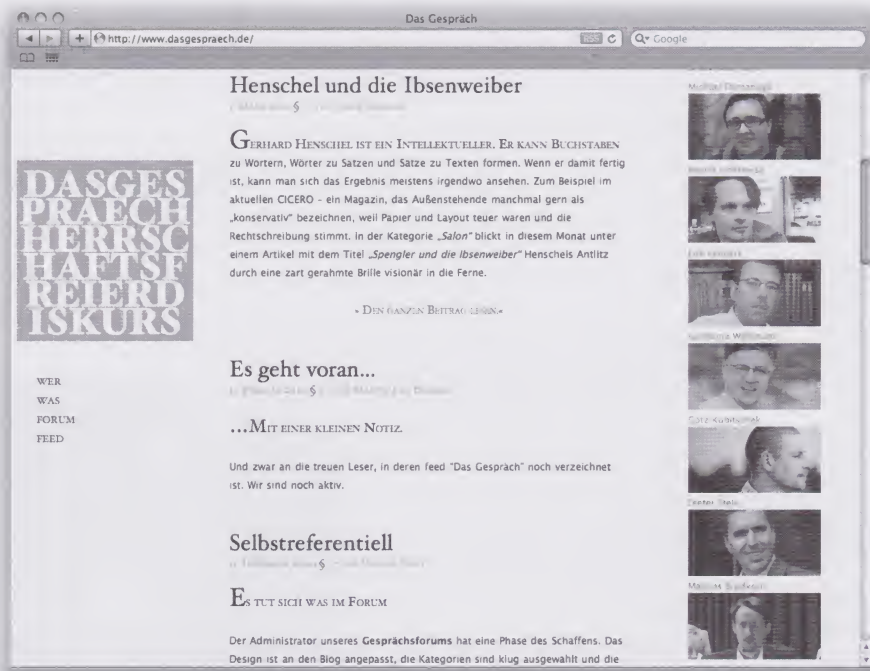 Das Gespräch
http://www.dasgespraech.de/
RSS
Google
DASGES
PRAECH
HERRSC
HAFTSF
REIERD
ISKURS
WER
WAS
FORUM
FEED
Henschel und die Ibsenweiber
§
GERHARD HENSCHEL IST EIN INTELLEKTUELLER. ER KANN BUCHSTABEN
zu Wörtern, Wörter zu Sätzen und Sätze zu Texten formen. Wenn er damit fertig
ist, kann man sich das Ergebnis meistens irgendwo ansehen. Zum Beispiel im
aktuellen CICERO – ein Magazin, das Außenstehende manchmal gern als
„konservativ“ bezeichnen, weil Papier und Layout teuer waren und die
Rechtschreibung stimmt. In der Kategorie „Salon“ blickt in diesem Monat unter
einem Artikel mit dem Titel „Spengler und die Ibsenweiber“ Henschels Antlitz
durch eine zart gerahmte Brille visionär in die Ferne.
» DEN GANZEN BEITRAG LESEN.«
Es geht voran...
§
...MIT EINER KLEINEN NOTIZ.
Und zwar an die treuen Leser, in deren feed "Das Gespräch" noch verzeichnet
ist. Wir sind noch aktiv.
Selbstreferentiell
§
ES TUT SICH WAS IM FORUM
Der Administrator unseres Gesprächsforums hat eine Phase des Schaffens. Das
Design ist an den Blog angepasst, die Kategorien sind klug ausgewählt und die
Götz Kubitschek
Dieter Stein